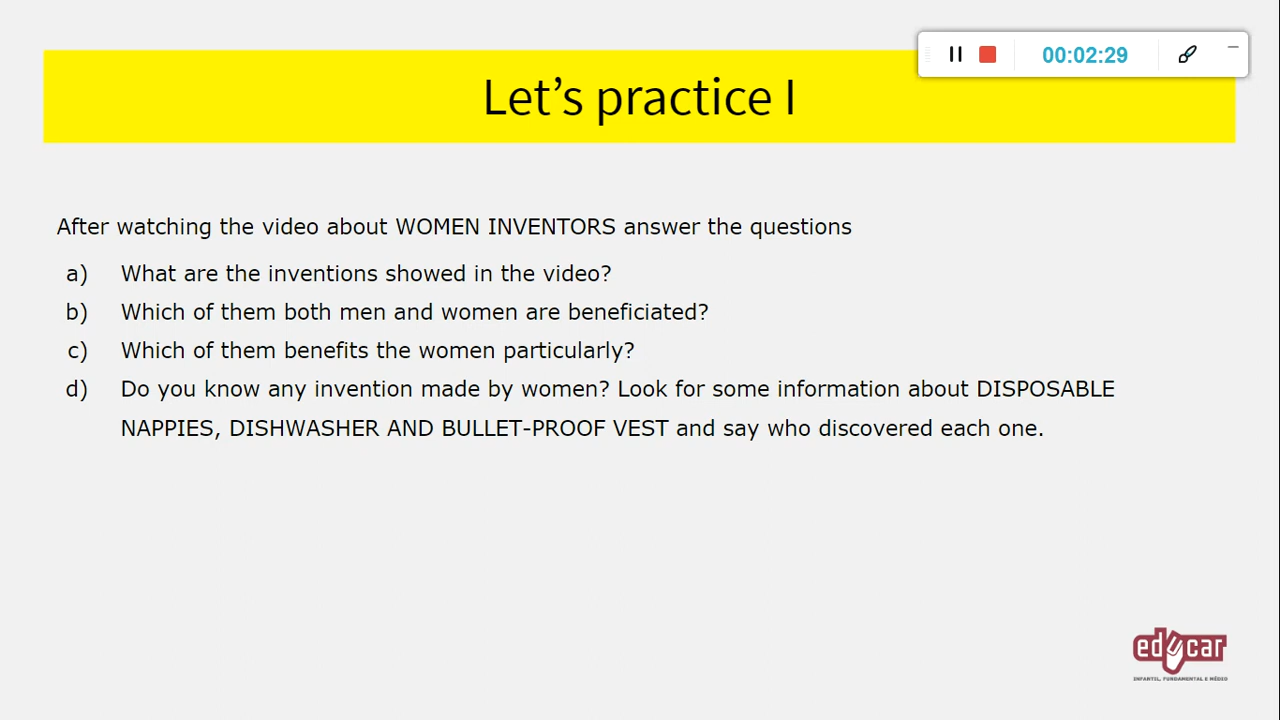 00:02:29
Let’s practice I
After watching the video about WOMEN INVENTORS answer the questions
a) What are the inventions showed in the video?
b) Which of them both men and women are beneficiated?
c) Which of them benefits the women particularly?
d) Do you know any invention made by women? Look for some information about DISPOSABLE
NAPPIES, DISHWASHER AND BULLET-PROOF VEST and say who discovered each one.
educar
INFANTIL, FUNDAMENTAL E MÉDIO